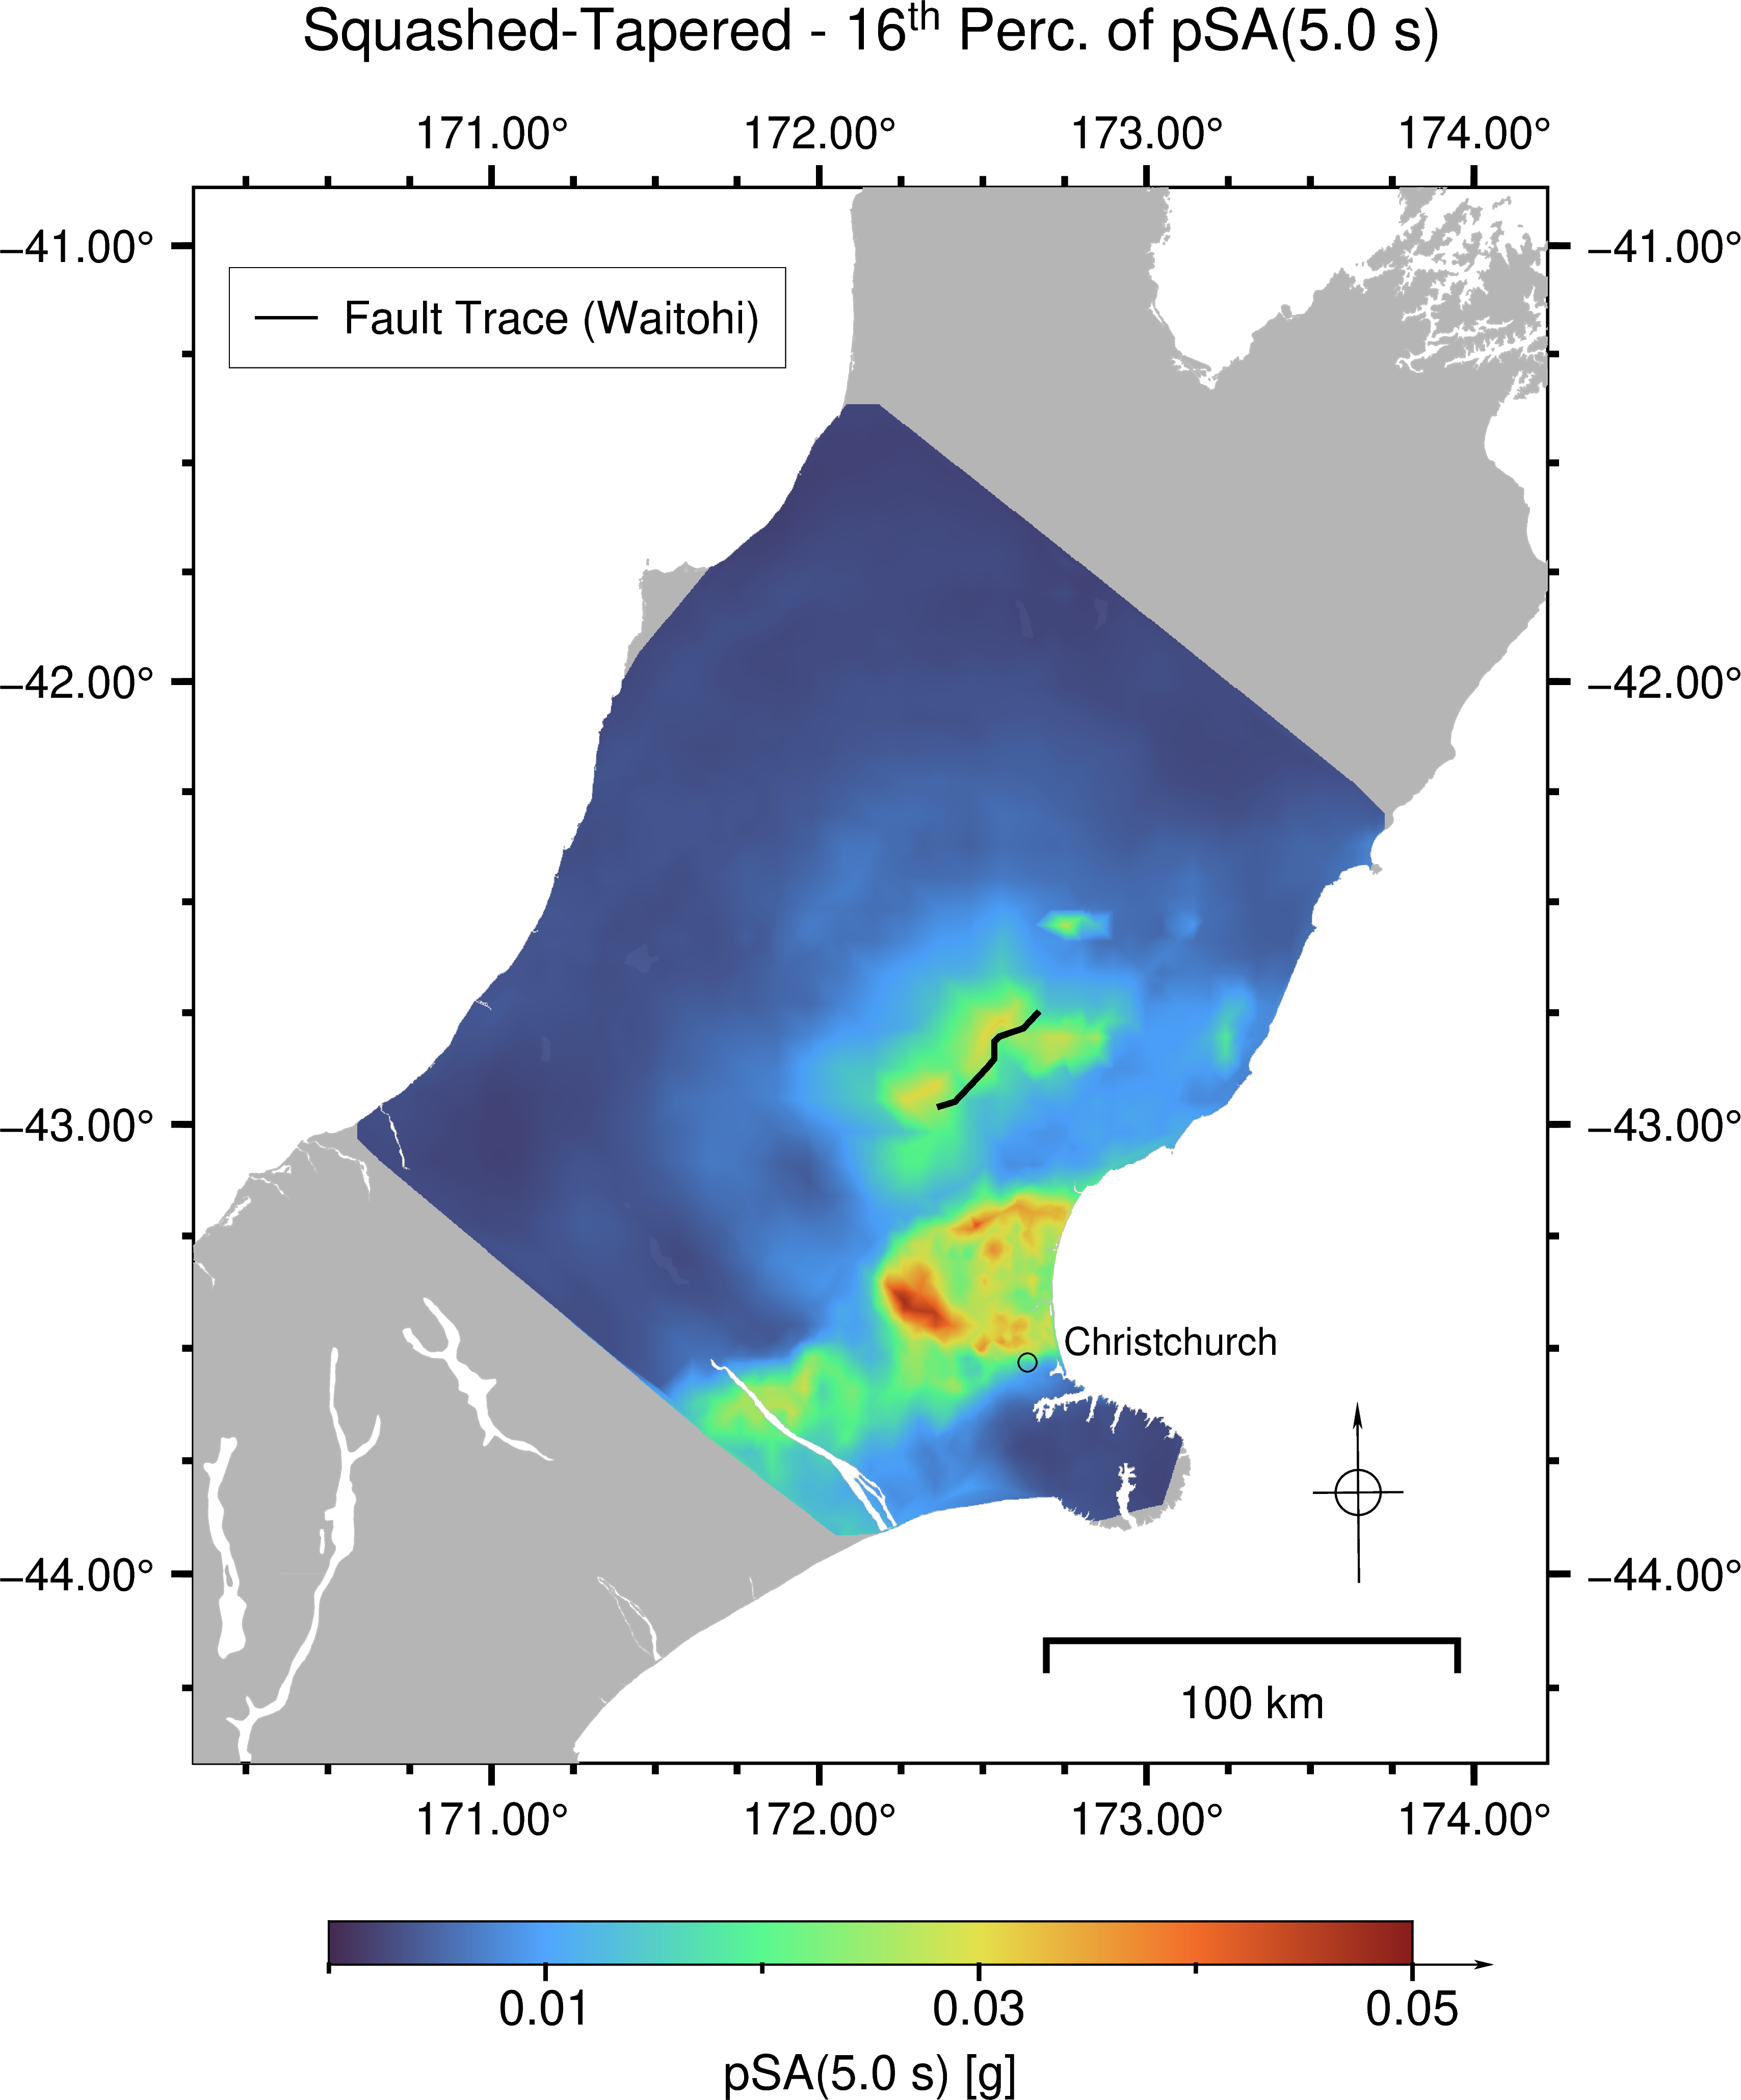 Squashed-Tapered - 16th Perc. of pSA(5.0 s)
171.00° 172.00° 173.00° 174.00°
−41.00° −41.00°
Fault Trace (Waitohi)
−42.00° −42.00°
−43.00° −43.00°
Christchurch
−44.00° −44.00°
100 km
171.00° 172.00° 173.00° 174.00°
0.01 0.03 0.05
pSA(5.0 s) [g]